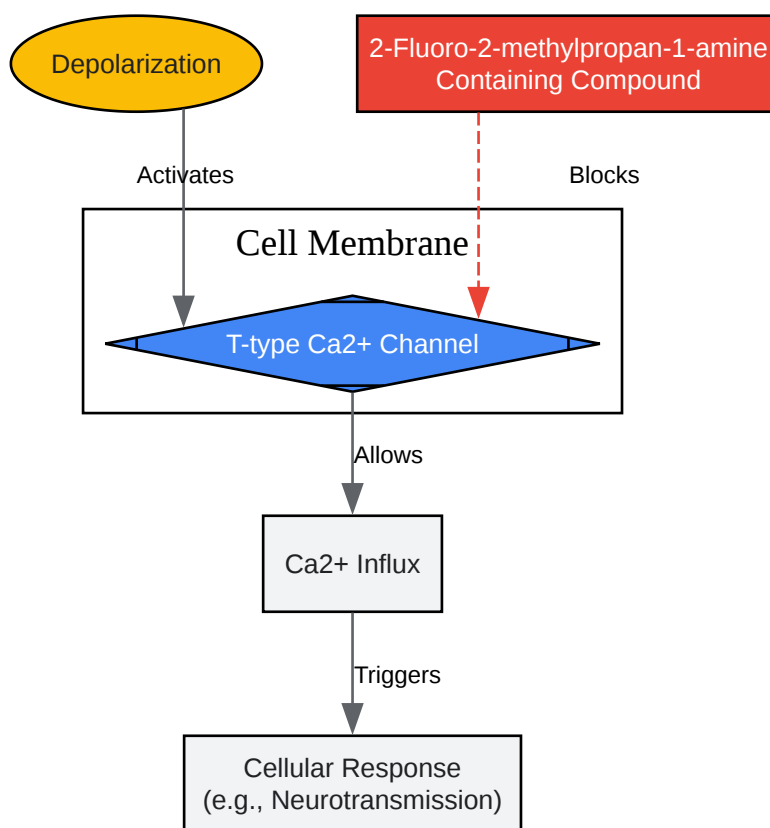 Depolarization
2-Fluoro-2-methylpropan-1-amine
Containing Compound
Activates
Blocks
Cell Membrane
T-type Ca2+ Channel
Allows
Ca2+ Influx
Triggers
Cellular Response
(e.g., Neurotransmission)